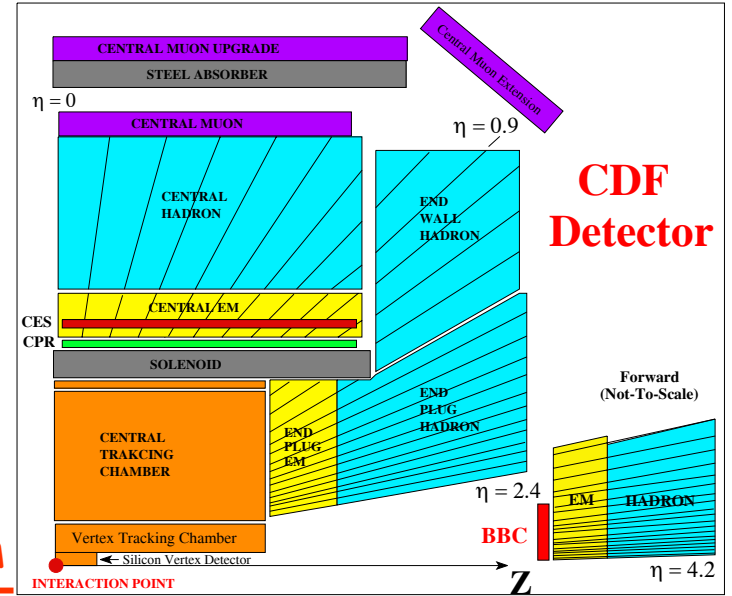 CENTRAL MUON UPGRADE
STEEL ABSORBER
Central Muon Extension
η = 0
CENTRAL MUON
η = 0.9
CDF
Detector
CENTRAL
HADRON
END
WALL
HADRON
CENTRAL EM
CES
CPR
SOLENOID
Forward
(Not-To-Scale)
CENTRAL
TRAKCING
CHAMBER
END
PLUG
EM
END
PLUG
HADRON
η = 2.4
EM
HADRON
BBC
Vertex Tracking Chamber
Silicon Vertex Detector
Z
η = 4.2
INTERACTION POINT